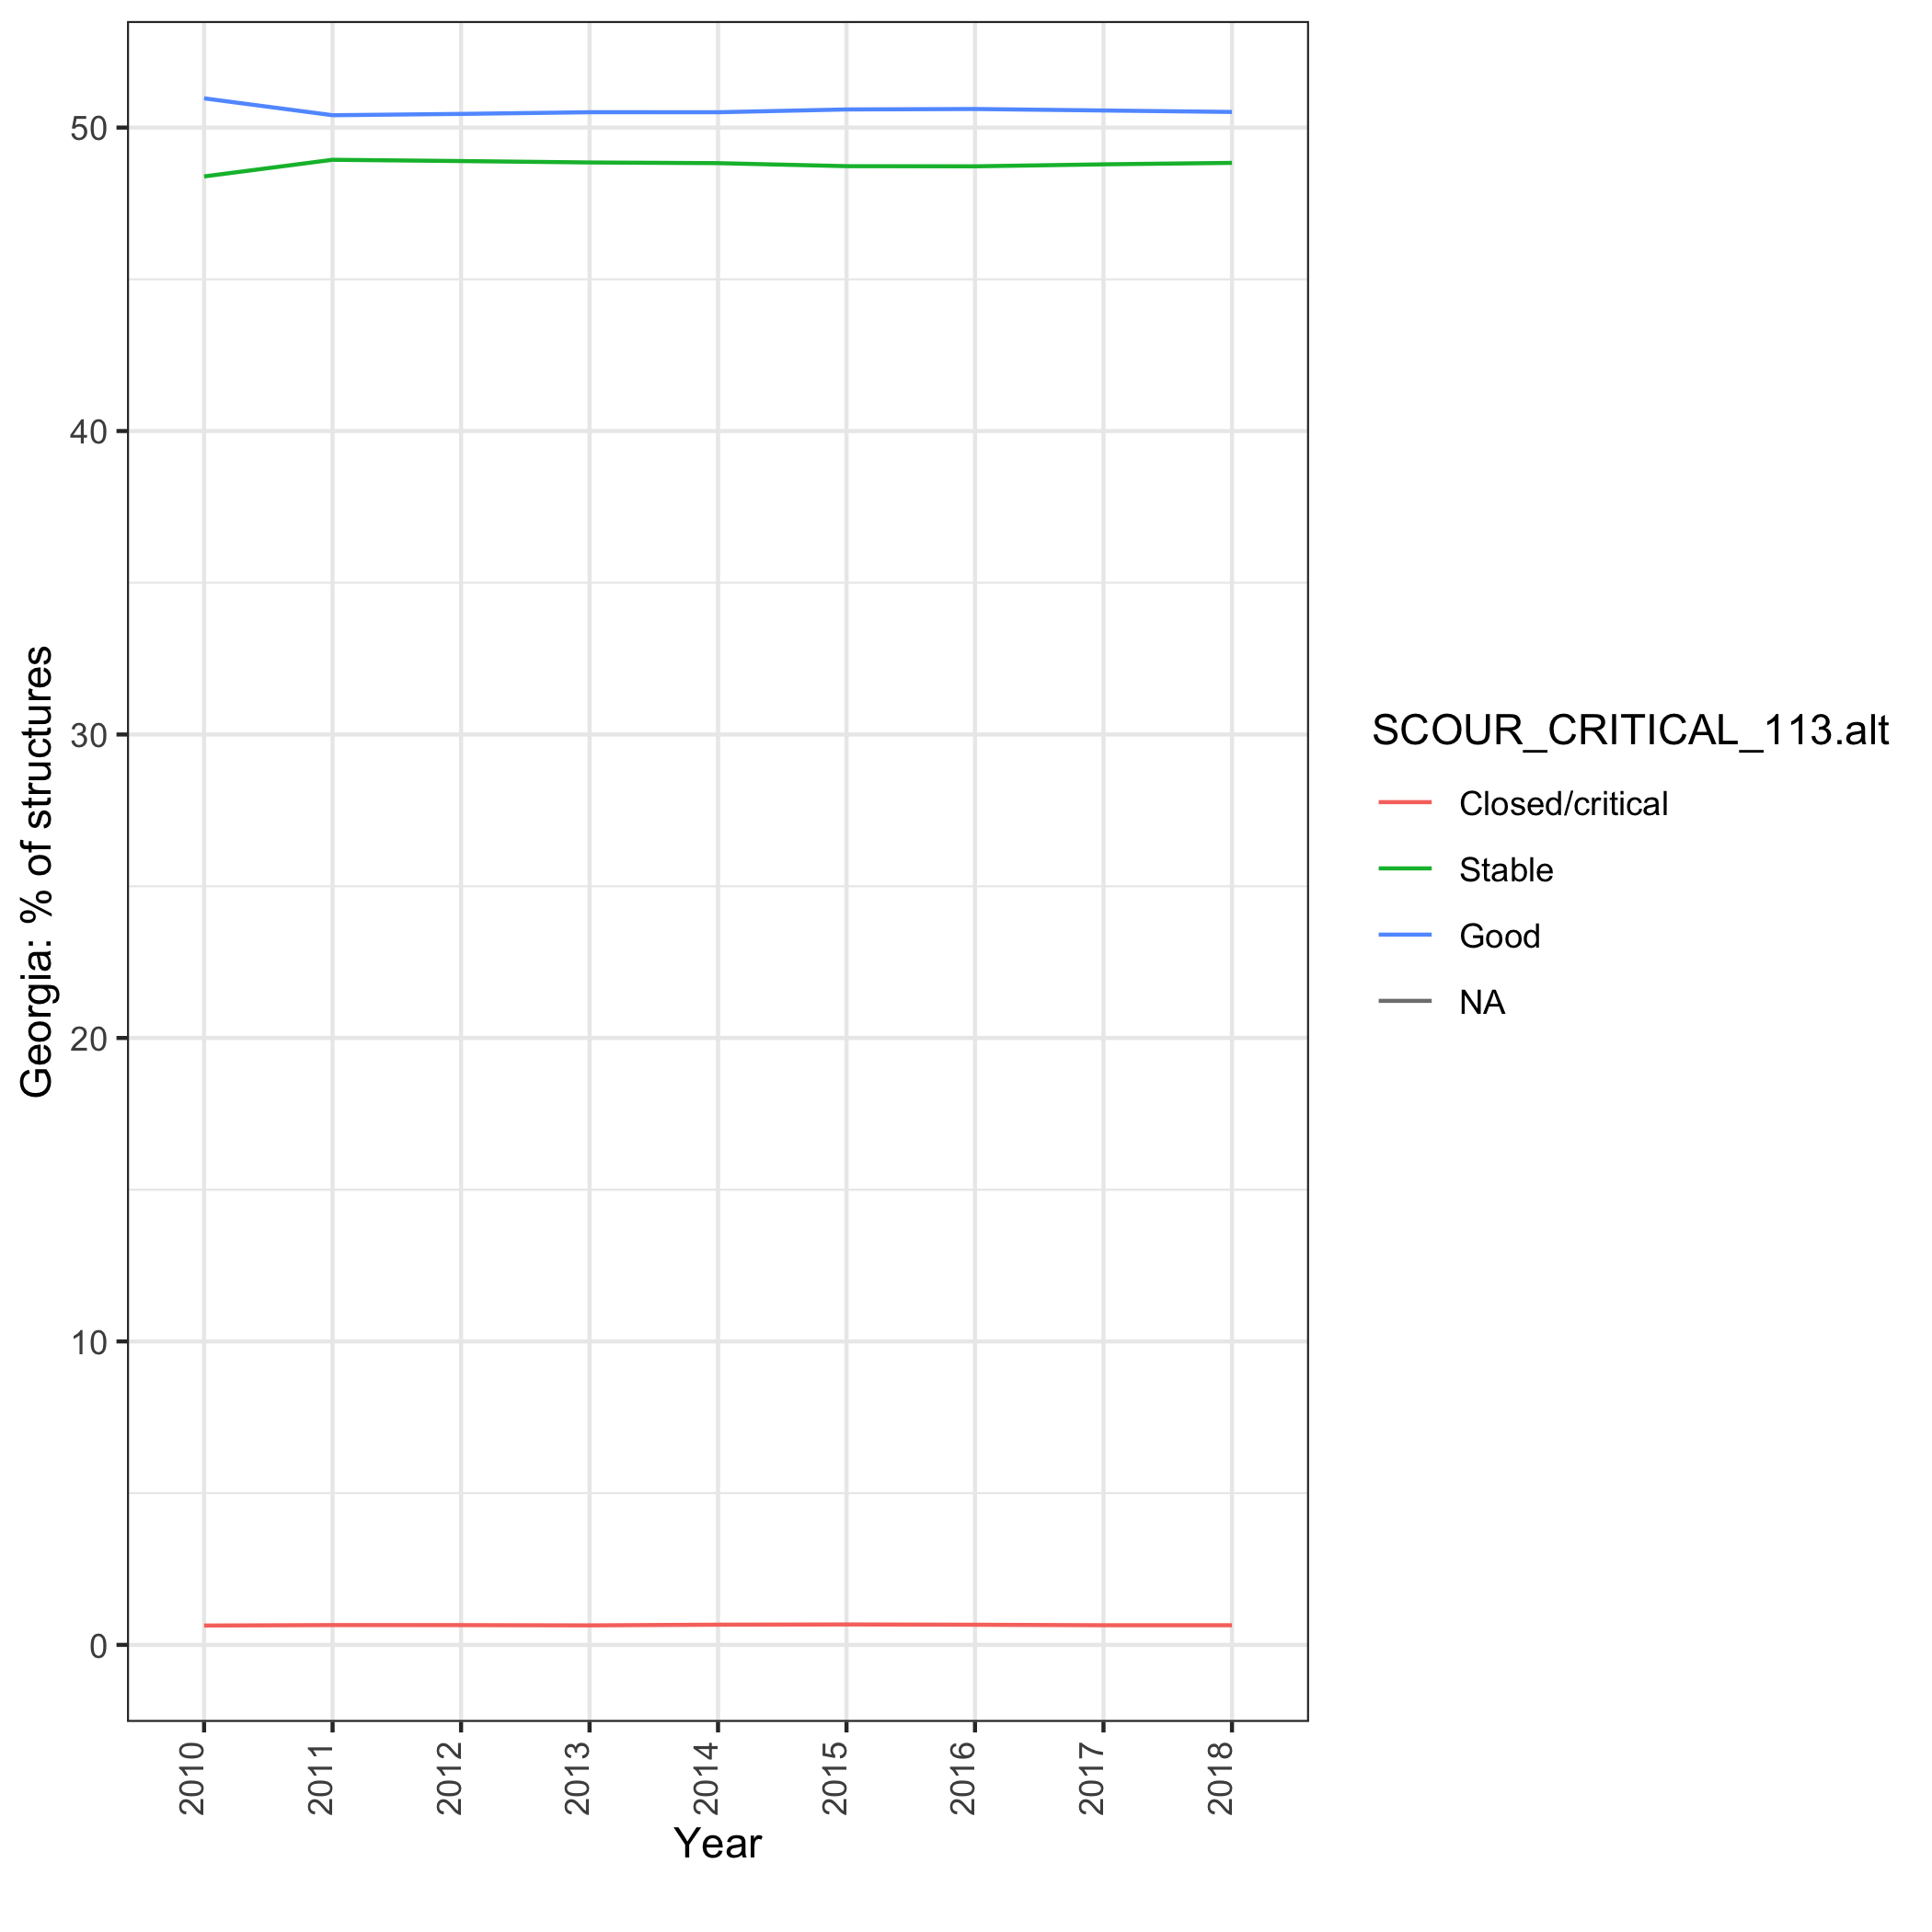 Georgia: % of structures
50
40
30
20
10
0
2010
2011
2012
2013
2014
2015
2016
2017
2018
Year
SCOUR_CRITICAL_113.alt
Closed/critical
Stable
Good
NA